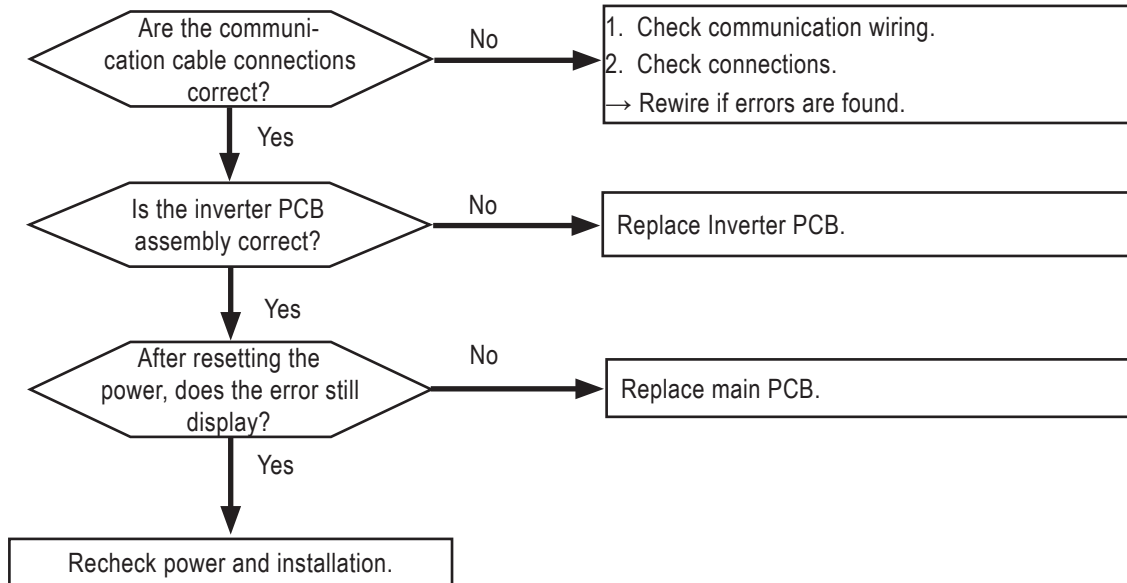 Are the communi-
cation cable connections
correct?
No
1. Check communication wiring.
2. Check connections.
→ Rewire if errors are found.
Yes
Is the inverter PCB
assembly correct?
No
Replace Inverter PCB.
Yes
After resetting the
power, does the error still
display?
No
Replace main PCB.
Yes
Recheck power and installation.